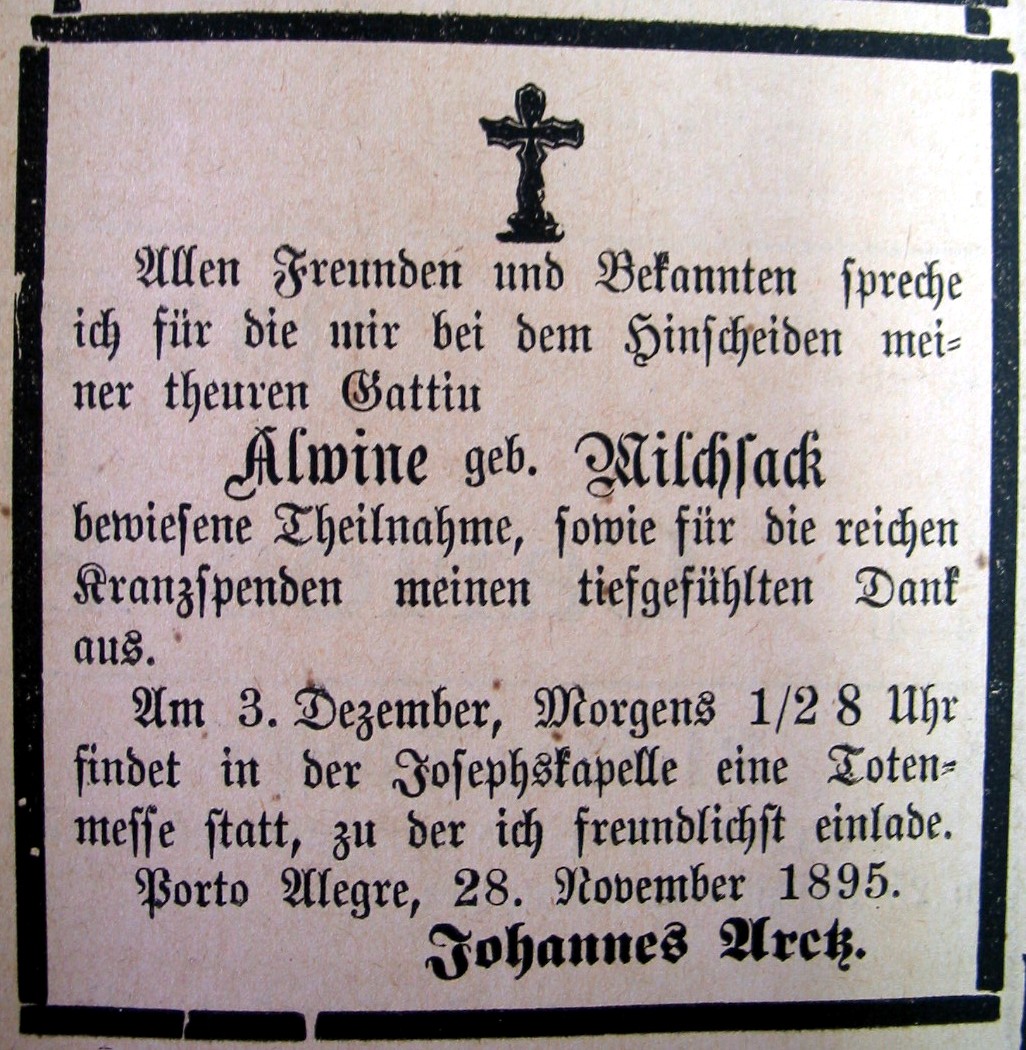 Allen Freunden und Bekannten spreche
ich für die mir bei dem Hinscheiden mei-
ner theuren Gattin
Alwine geb. Milchsack
bewiesene Theilnahme, sowie für die reichen
Kranzspenden meinen tiefgefühlten Dank
aus.
Am 3. Dezember, Morgens 1/2 8 Uhr
findet in der Josephskapelle eine Toten-
messe statt, zu der ich freundlichst einlade.
Porto Alegre, 28. November 1895.
Johannes Aretz.